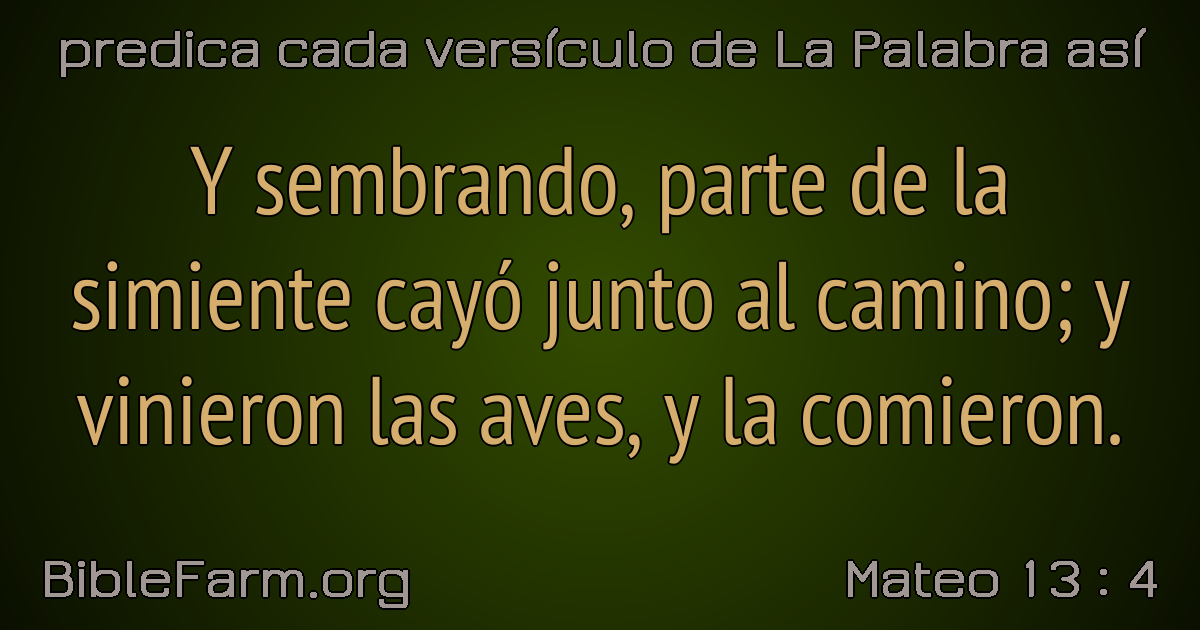 predica cada versículo de La Palabra así
Y sembrando, parte de la
simiente cayó junto al camino; y
vinieron las aves, y la comieron.
BibleFarm.org
Mateo 13 : 4